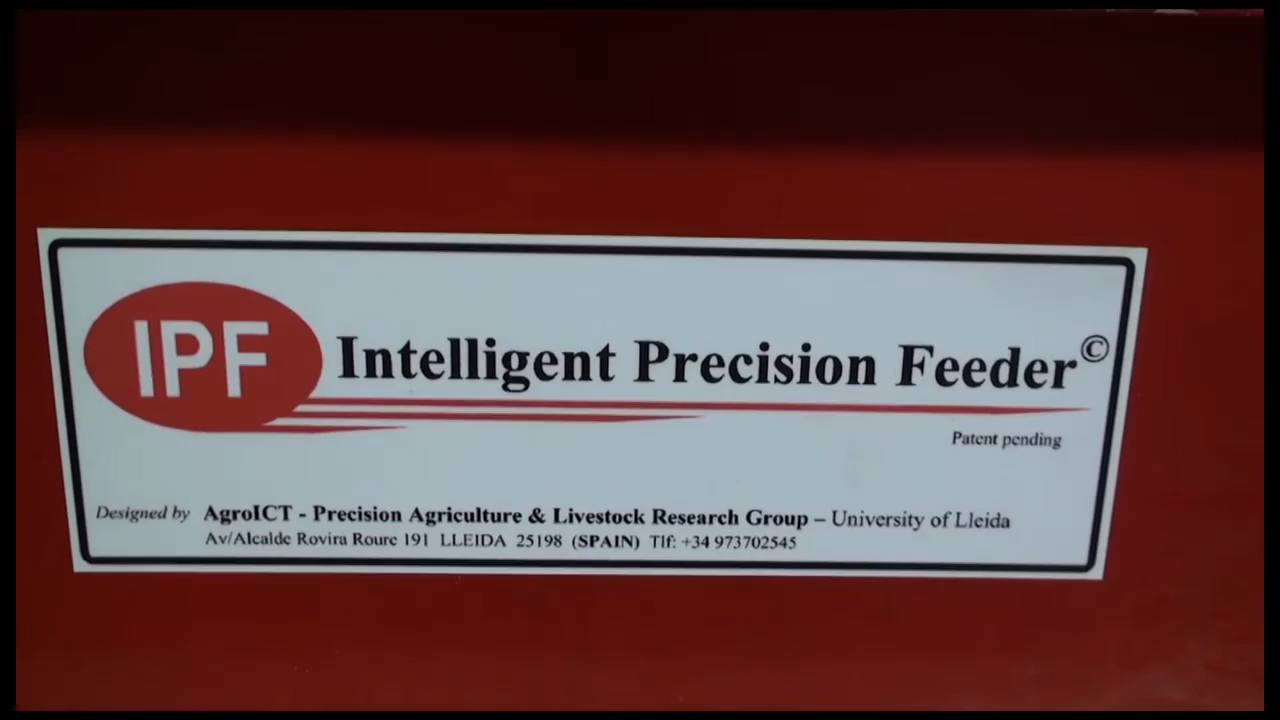 IPF Intelligent Precision Feeder©
Patent pending
Designed by AgroICT - Precision Agriculture & Livestock Research Group – University of Lleida
Av/Alcalde Rovira Roure 191 LLEIDA 25198 (SPAIN) Tlf: +34 973702545